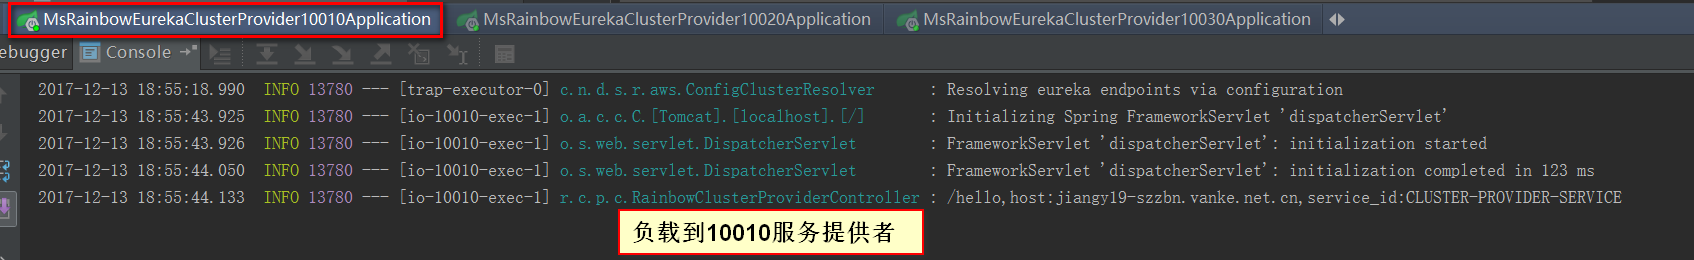 MsRainbowEurekaClusterProvider10010Application MsRainbowEurekaClusterProvider10020Application MsRainbowEurekaClusterProvider10030Application
ebugger Console
2017-12-13 18:55:18.990 INFO 13780 --- [trap-executor-0] c.n.d.s.r.aws.ConfigClusterResolver : Resolving eureka endpoints via configuration
2017-12-13 18:55:43.925 INFO 13780 --- [io-10010-exec-1] o.a.c.c.C.[Tomcat].[localhost].[/] : Initializing Spring FrameworkServlet 'dispatcherServlet'
2017-12-13 18:55:43.926 INFO 13780 --- [io-10010-exec-1] o.s.web.servlet.DispatcherServlet : FrameworkServlet 'dispatcherServlet': initialization started
2017-12-13 18:55:44.050 INFO 13780 --- [io-10010-exec-1] o.s.web.servlet.DispatcherServlet : FrameworkServlet 'dispatcherServlet': initialization completed in 123 ms
2017-12-13 18:55:44.133 INFO 13780 --- [io-10010-exec-1] r.c.p.c.RainbowClusterProviderController : /hello,host:jiangy19-szzbn.vanke.net.cn,service_id:CLUSTER-PROVIDER-SERVICE
负载到10010服务提供者